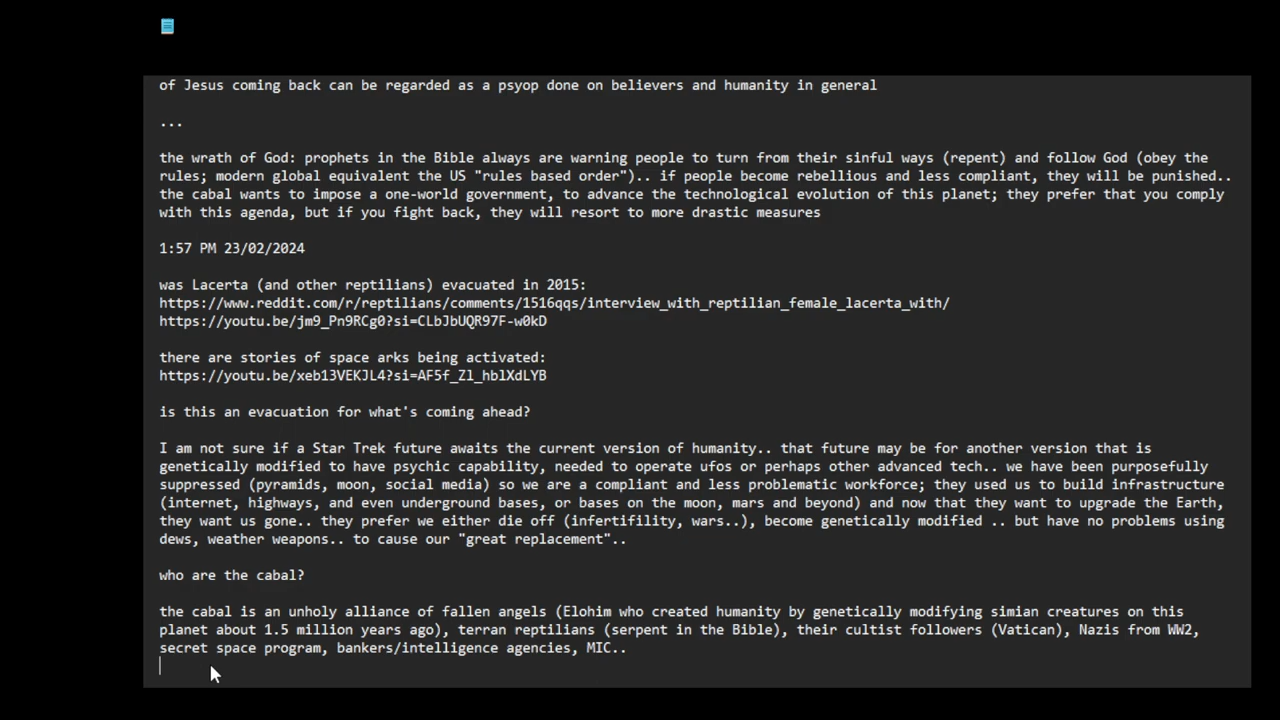 of Jesus coming back can be regarded as a psyop done on believers and humanity in general
...
the wrath of God: prophets in the Bible always are warning people to turn from their sinful ways (repent) and follow God (obey the
rules; modern global equivalent the US "rules based order").. if people become rebellious and less compliant, they will be punished..
the cabal wants to impose a one-world government, to advance the technological evolution of this planet; they prefer that you comply
with this agenda, but if you fight back, they will resort to more drastic measures
1:57 PM 23/02/2024
was Lacerta (and other reptilians) evacuated in 2015:
https://www.reddit.com/r/reptilians/comments/1516qqs/interview_with_reptilian_female_lacerta_with/
https://youtu.be/jm9_Pn9RCg0?si=CLbJbUQR97F-w0kD
there are stories of space arks being activated:
https://youtu.be/xeb13VEKJL4?si=AF5f_Zl_hblXdLYB
is this an evacuation for what's coming ahead?
I am not sure if a Star Trek future awaits the current version of humanity.. that future may be for another version that is
genetically modified to have psychic capability, needed to operate ufos or perhaps other advanced tech.. we have been purposefully
suppressed (pyramids, moon, social media) so we are a compliant and less problematic workforce; they used us to build infrastructure
(internet, highways, and even underground bases, or bases on the moon, mars and beyond) and now that they want to upgrade the Earth,
they want us gone.. they prefer we either die off (infertifility, wars..), become genetically modified .. but have no problems using
dews, weather weapons.. to cause our "great replacement"..
who are the cabal?
the cabal is an unholy alliance of fallen angels (Elohim who created humanity by genetically modifying simian creatures on this
planet about 1.5 million years ago), terran reptilians (serpent in the Bible), their cultist followers (Vatican), Nazis from WW2,
secret space program, bankers/intelligence agencies, MIC..